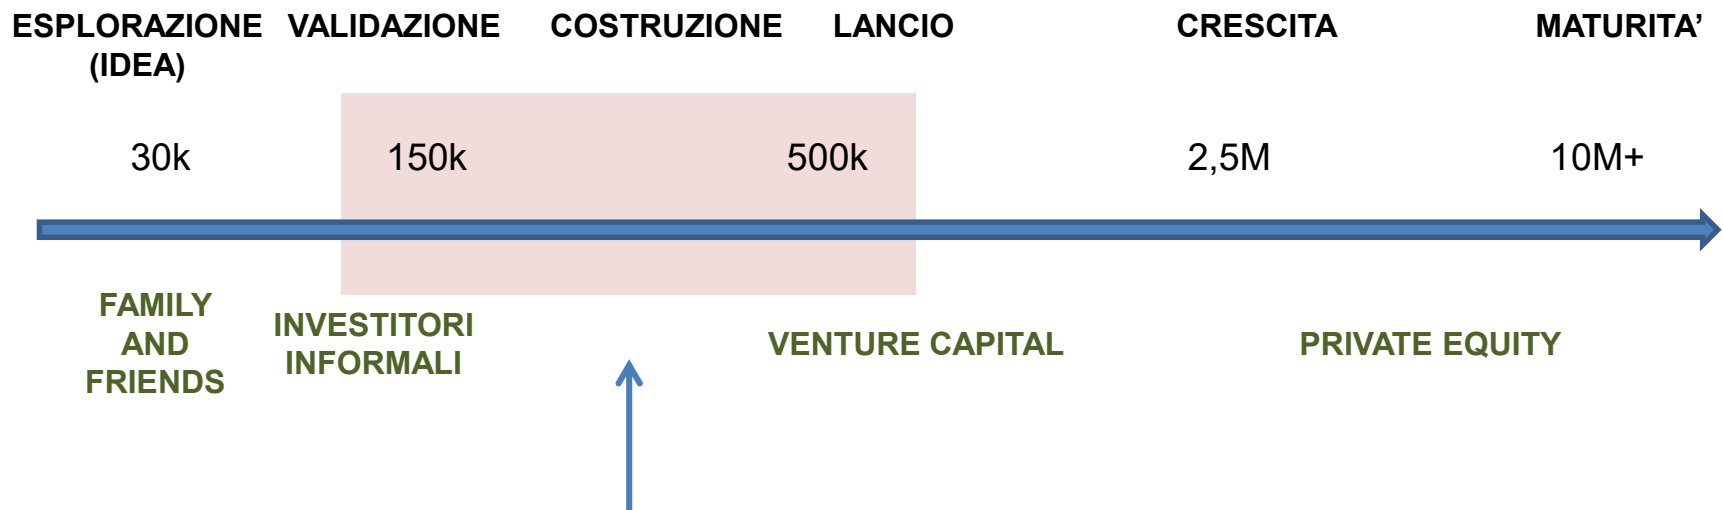 ESPLORAZIONE VALIDAZIONE COSTRUZIONE LANCIO CRESCITA MATURITA’
(IDEA)
30k 150k 500k 2,5M 10M+
FAMILY
AND
FRIENDS
INVESTITORI
INFORMALI
VENTURE CAPITAL
PRIVATE EQUITY